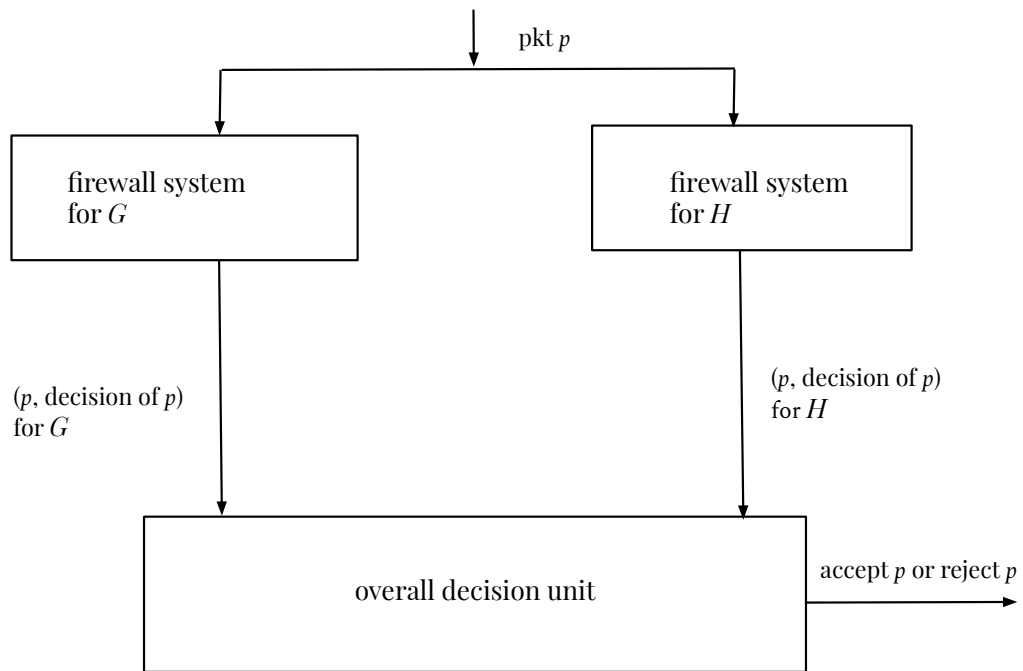 pkt p
firewall system
for G
firewall system
for H
(p, decision of p)
for G
(p, decision of p)
for H
overall decision unit
accept p or reject p